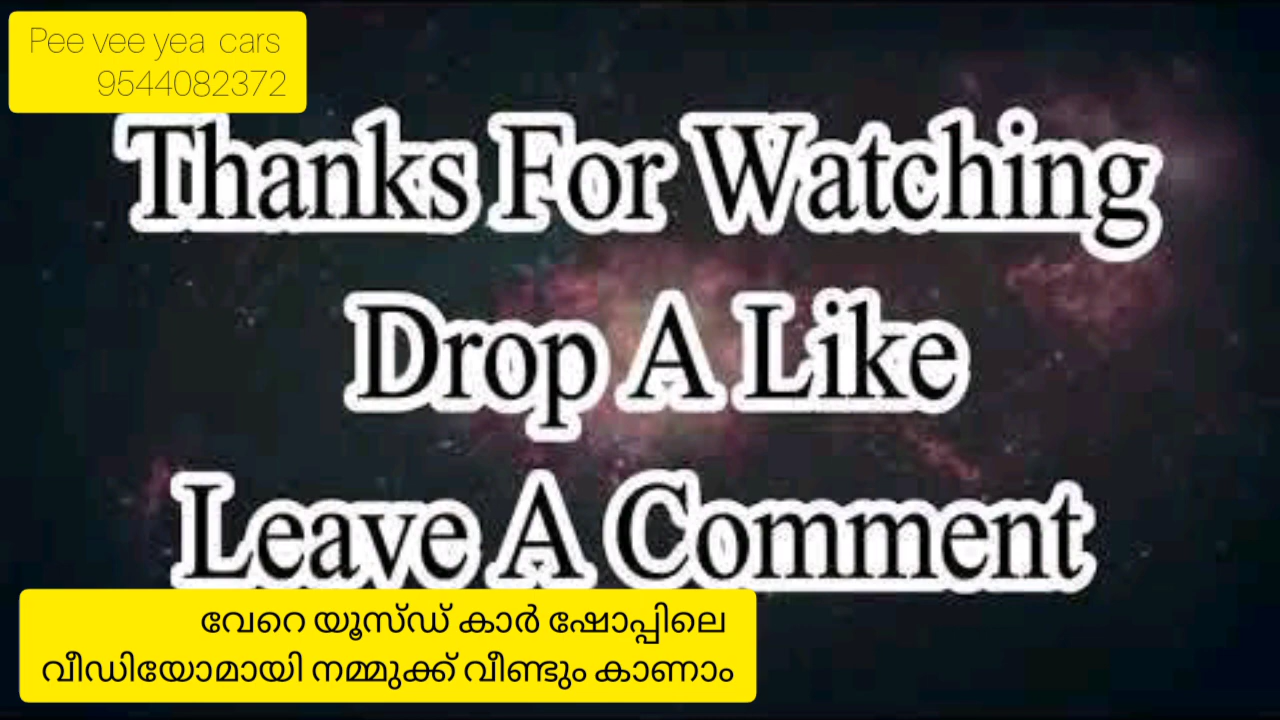 Pee vee yea cars
9544082372
Thanks For Watching
Drop A Like
Leave A Comment
വേറെ യൂസ്ഡ് കാർ ഷോപ്പിലെ
വീഡിയോമായി നമ്മുക്ക് വീണ്ടും കാണാം